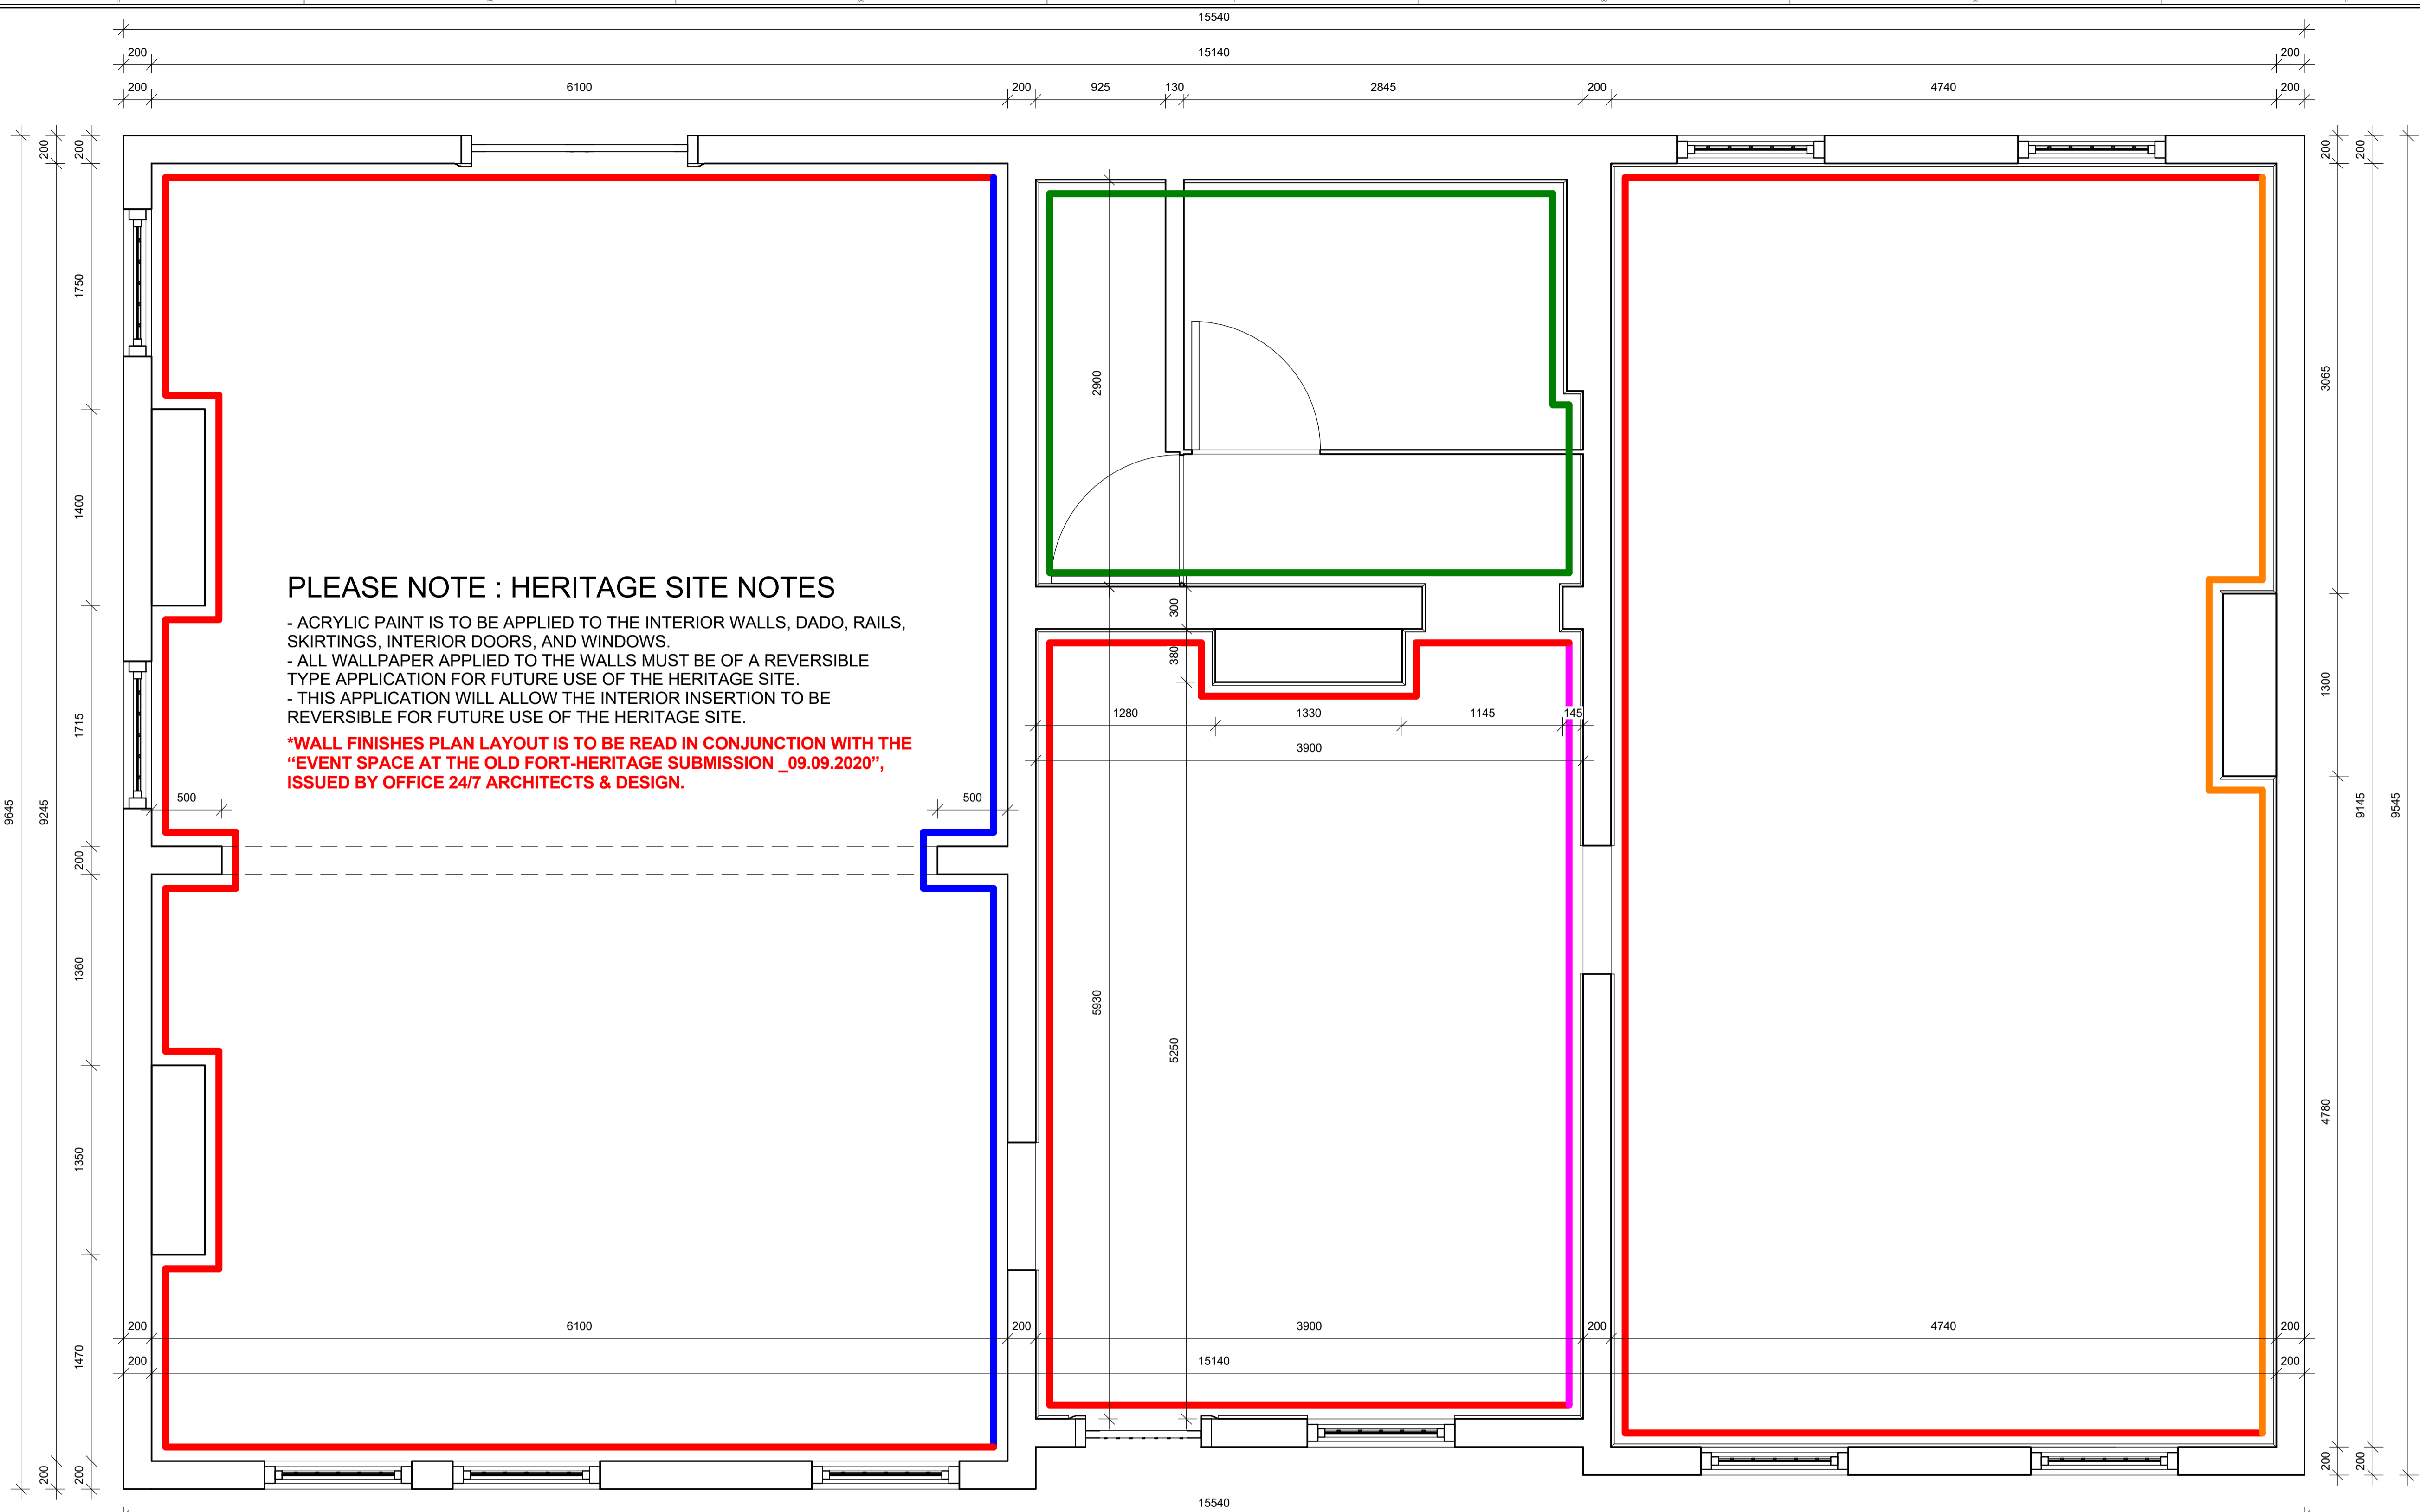 15540
200 15140 200
200 6100 200 925 130 2845 200 4740 200
200 200 200 200
1750
2900 3065
1400
PLEASE NOTE : HERITAGE SITE NOTES
- ACRYLIC PAINT IS TO BE APPLIED TO THE INTERIOR WALLS, DADO, RAILS,
SKIRTINGS, INTERIOR DOORS, AND WINDOWS.
- ALL WALLPAPER APPLIED TO THE WALLS MUST BE OF A REVERSIBLE
TYPE APPLICATION FOR FUTURE USE OF THE HERITAGE SITE.
- THIS APPLICATION WILL ALLOW THE INTERIOR INSERTION TO BE
REVERSIBLE FOR FUTURE USE OF THE HERITAGE SITE.
*WALL FINISHES PLAN LAYOUT IS TO BE READ IN CONJUNCTION WITH THE
“EVENT SPACE AT THE OLD FORT-HERITAGE SUBMISSION _09.09.2020”,
ISSUED BY OFFICE 24/7 ARCHITECTS & DESIGN.
300
380
1300
1715
1280 1330 1145 145
3900
500 500
9645 9245 9145 9545
200
1360
5930
5250
4780
1350
200 6100 200 3900 200 4740 200
1470
200 15140 200
200 200 200 200
15540